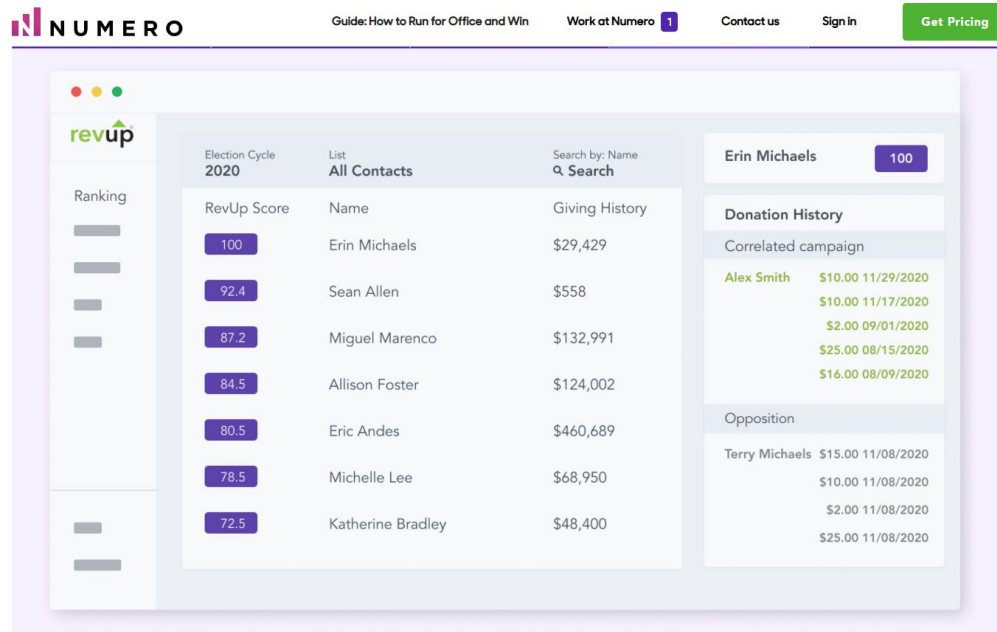 NUMERO
Guide: How to Run for Office and Win
Work at Numero 1
Contact us
Sign in
Get Pricing
revup
Ranking
Election Cycle
2020
List
All Contacts
Search by: Name
Search
RevUp Score Name Giving History
100 Erin Michaels $29,429
92.4 Sean Allen $558
87.2 Miguel Marenco $132,991
84.5 Allison Foster $124,002
80.5 Eric Andes $460,689
78.5 Michelle Lee $68,950
72.5 Katherine Bradley $48,400
Erin Michaels 100
Donation History
Correlated campaign
Alex Smith $10.00 11/29/2020
$10.00 11/17/2020
$2.00 09/01/2020
$25.00 08/15/2020
$16.00 08/09/2020
Opposition
Terry Michaels $15.00 11/08/2020
$10.00 11/08/2020
$2.00 11/08/2020
$25.00 11/08/2020